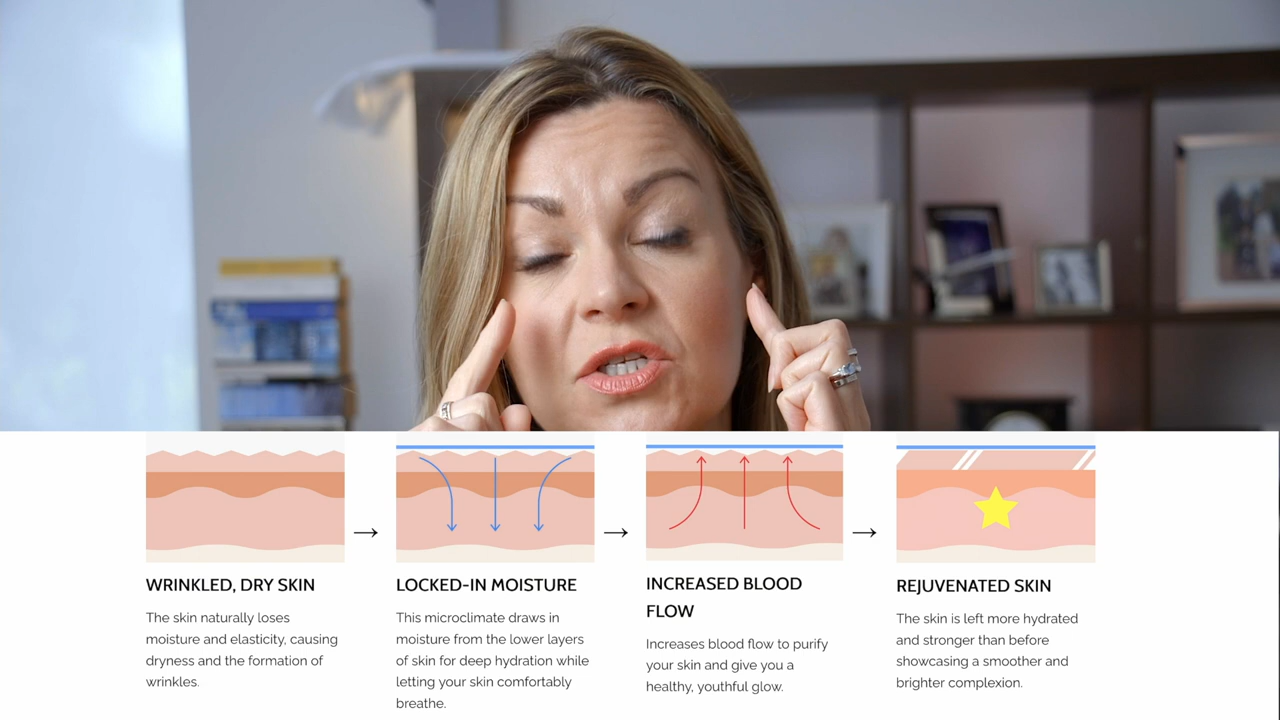 WRINKLED, DRY SKIN
The skin naturally loses
moisture and elasticity, causing
dryness and the formation of
wrinkles.
LOCKED-IN MOISTURE
This microclimate draws in
moisture from the lower layers
of skin for deep hydration while
letting your skin comfortably
breathe.
INCREASED BLOOD
FLOW
Increases blood flow to purify
your skin and give you a
healthy, youthful glow.
REJUVENATED SKIN
The skin is left more hydrated
and stronger than before
showcasing a smoother and
brighter complexion.